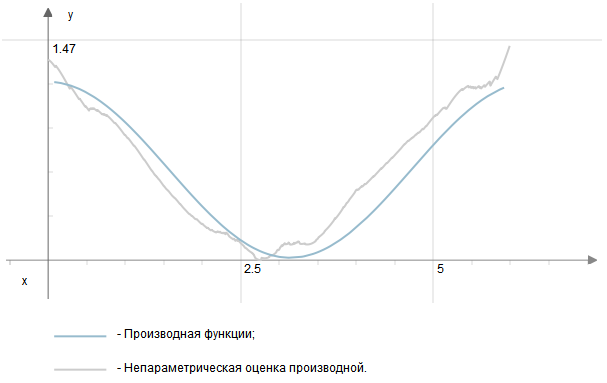 y
1.47
2.5
5
x
- Производная функции;
- Непараметрическая оценка производной.